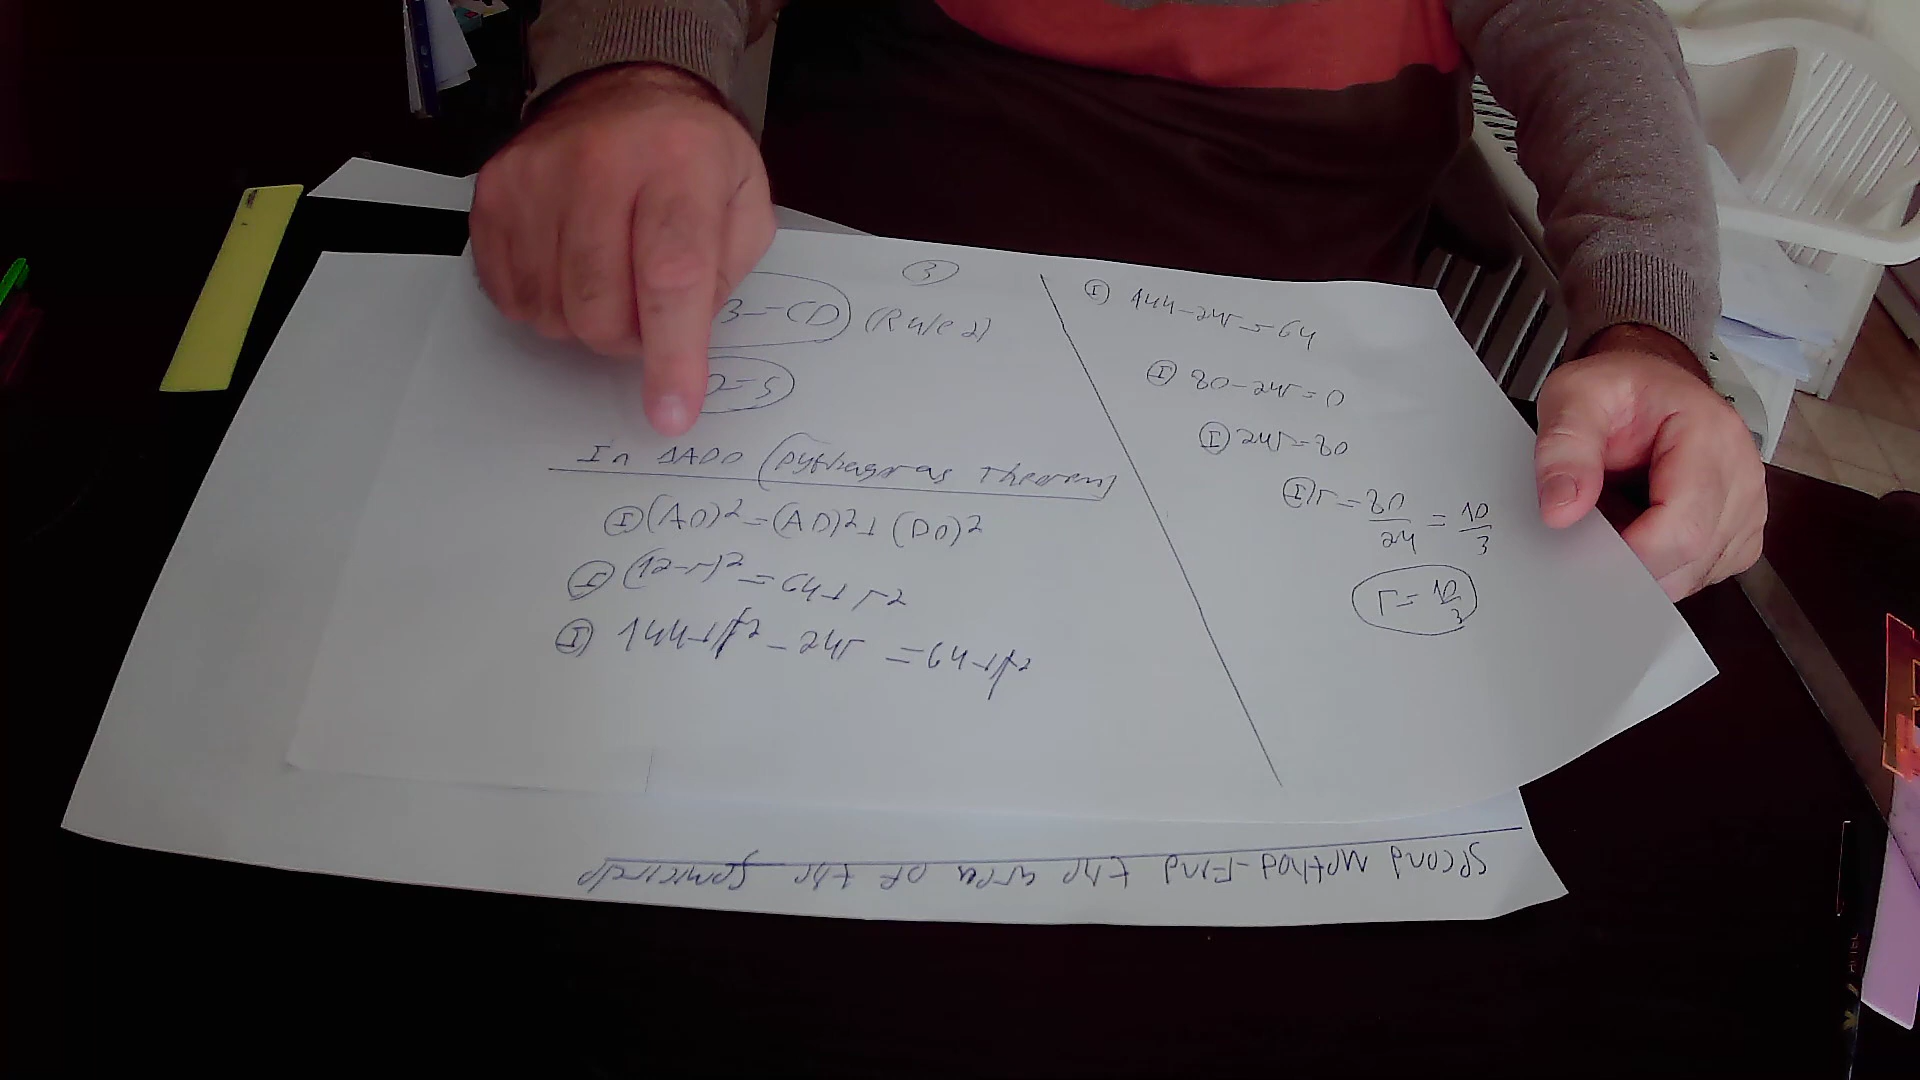 3
B=CD (Rule 2)
=5
In ΔADO (Pythagoras Theorem)
I (AO)²=(AD)²+(DO)²
I (12-r)²=64+r²
I 144+r²-24r=64+r²
I 144-24r=64
I 80-24r=0
I 24r=80
I r=80/24=10/3
r=10/3
Second Method-Find the area of the semicircle